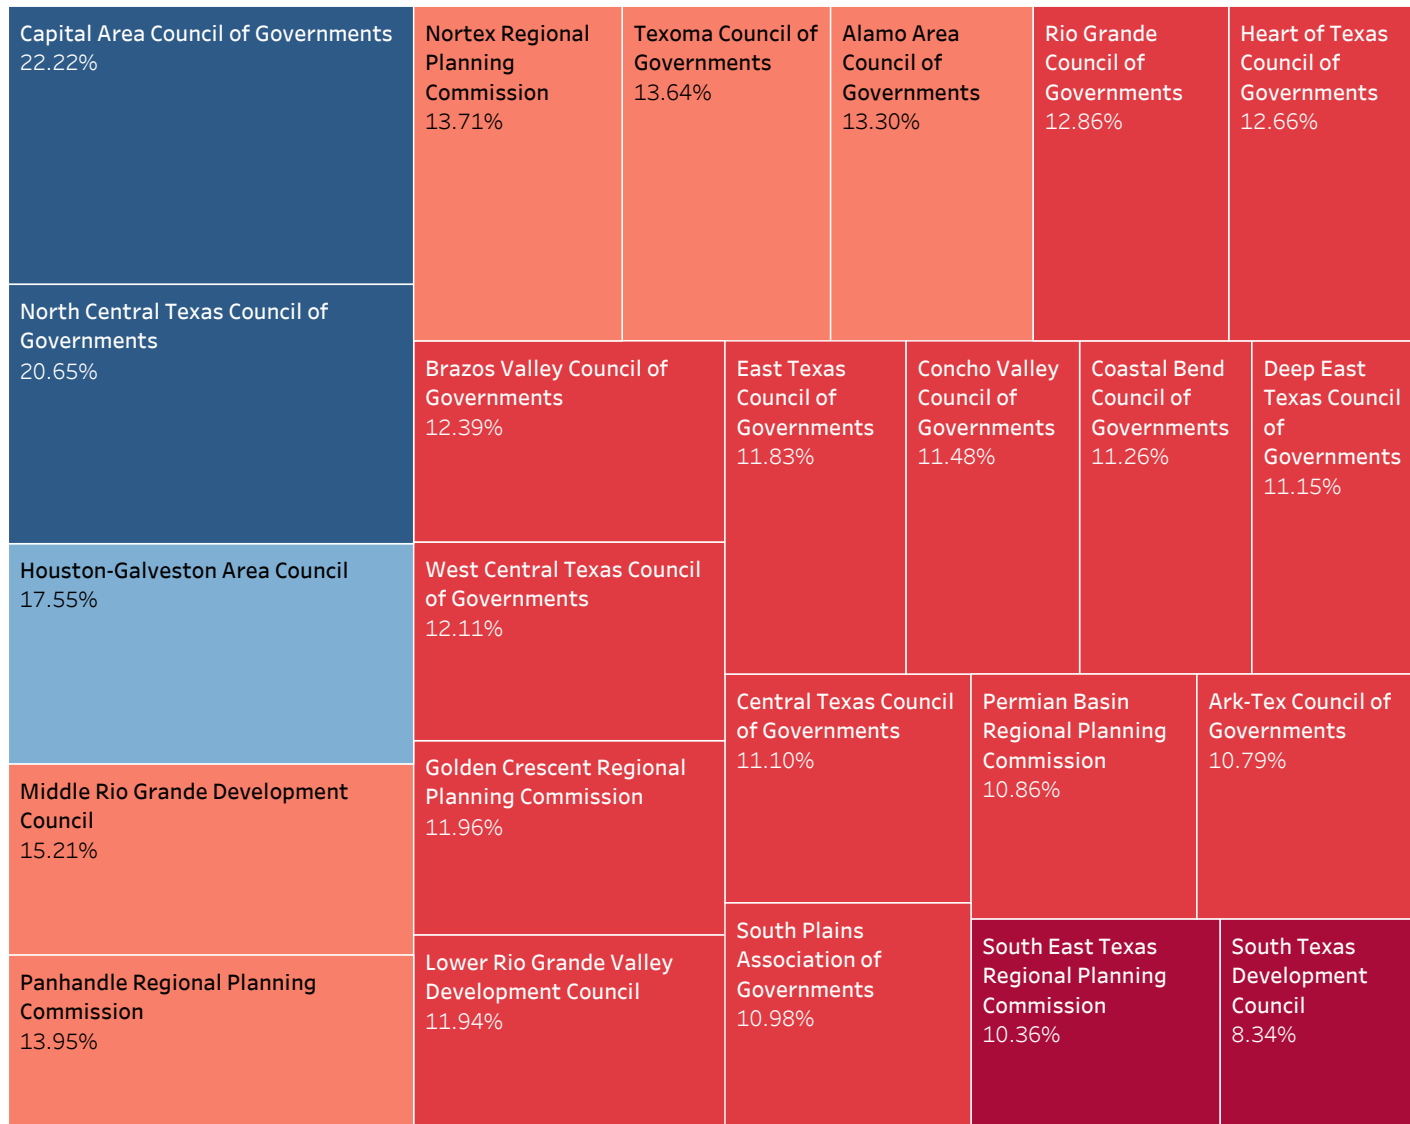 Capital Area Council of Governments
22.22%
North Central Texas Council of
Governments
20.65%
Houston-Galveston Area Council
17.55%
Middle Rio Grande Development
Council
15.21%
Panhandle Regional Planning
Commission
13.95%
Nortex Regional
Planning
Commission
13.71%
Texoma Council of
Governments
13.64%
Alamo Area
Council of
Governments
13.30%
Rio Grande
Council of
Governments
12.86%
Heart of Texas
Council of
Governments
12.66%
Brazos Valley Council of
Governments
12.39%
West Central Texas Council
of Governments
12.11%
Golden Crescent Regional
Planning Commission
11.96%
Lower Rio Grande Valley
Development Council
11.94%
East Texas
Council of
Governments
11.83%
Concho Valley
Council of
Governments
11.48%
Coastal Bend
Council of
Governments
11.26%
Deep East
Texas Council
of
Governments
11.15%
Central Texas Council
of Governments
11.10%
South Plains
Association of
Governments
10.98%
Permian Basin
Regional Planning
Commission
10.86%
Ark-Tex Council of
Governments
10.79%
South East Texas
Regional Planning
Commission
10.36%
South Texas
Development
Council
8.34%